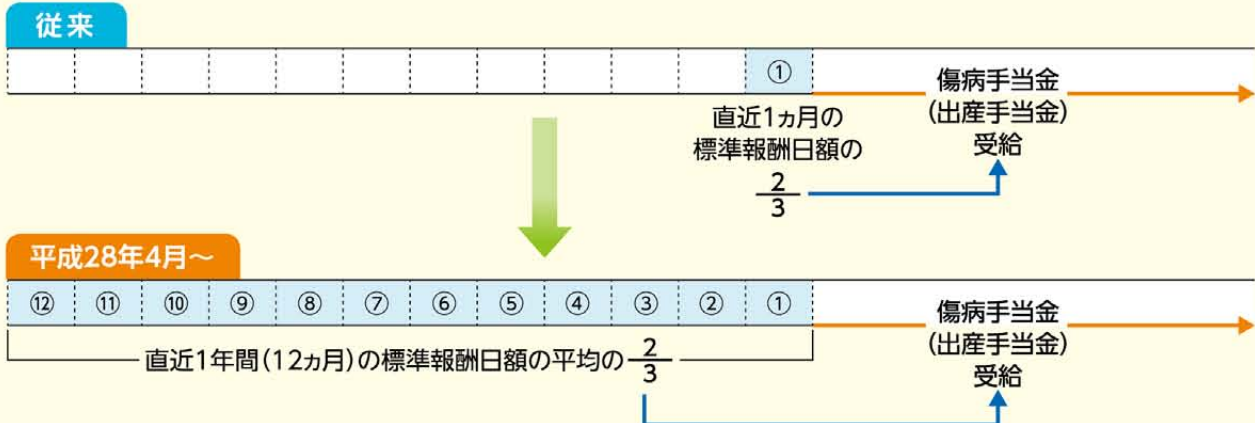 従来
①
直近1ヵ月の
標準報酬日額の
2
3
傷病手当金
(出産手当金)
受給
平成28年4月～
⑫ ⑪ ⑩ ⑨ ⑧ ⑦ ⑥ ⑤ ④ ③ ② ①
直近1年間(12ヵ月)の標準報酬日額の平均の 2
3
傷病手当金
(出産手当金)
受給